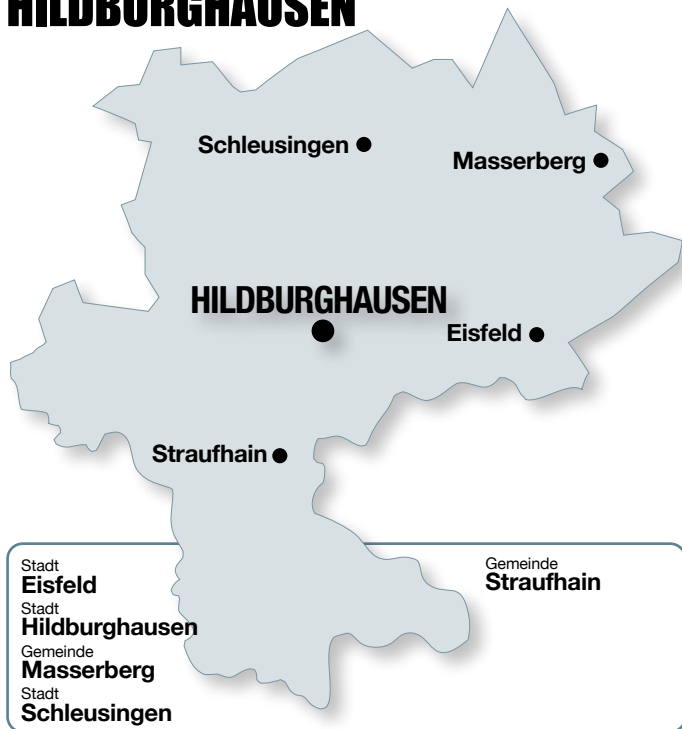 HILDBURGHAUSEN
Schleusingen
Masserberg
HILDBURGHAUSEN
Eisfeld
Straufhain
Stadt
Eisfeld
Stadt
Hildburghausen
Gemeinde
Masserberg
Stadt
Schleusingen
Gemeinde
Straufhain